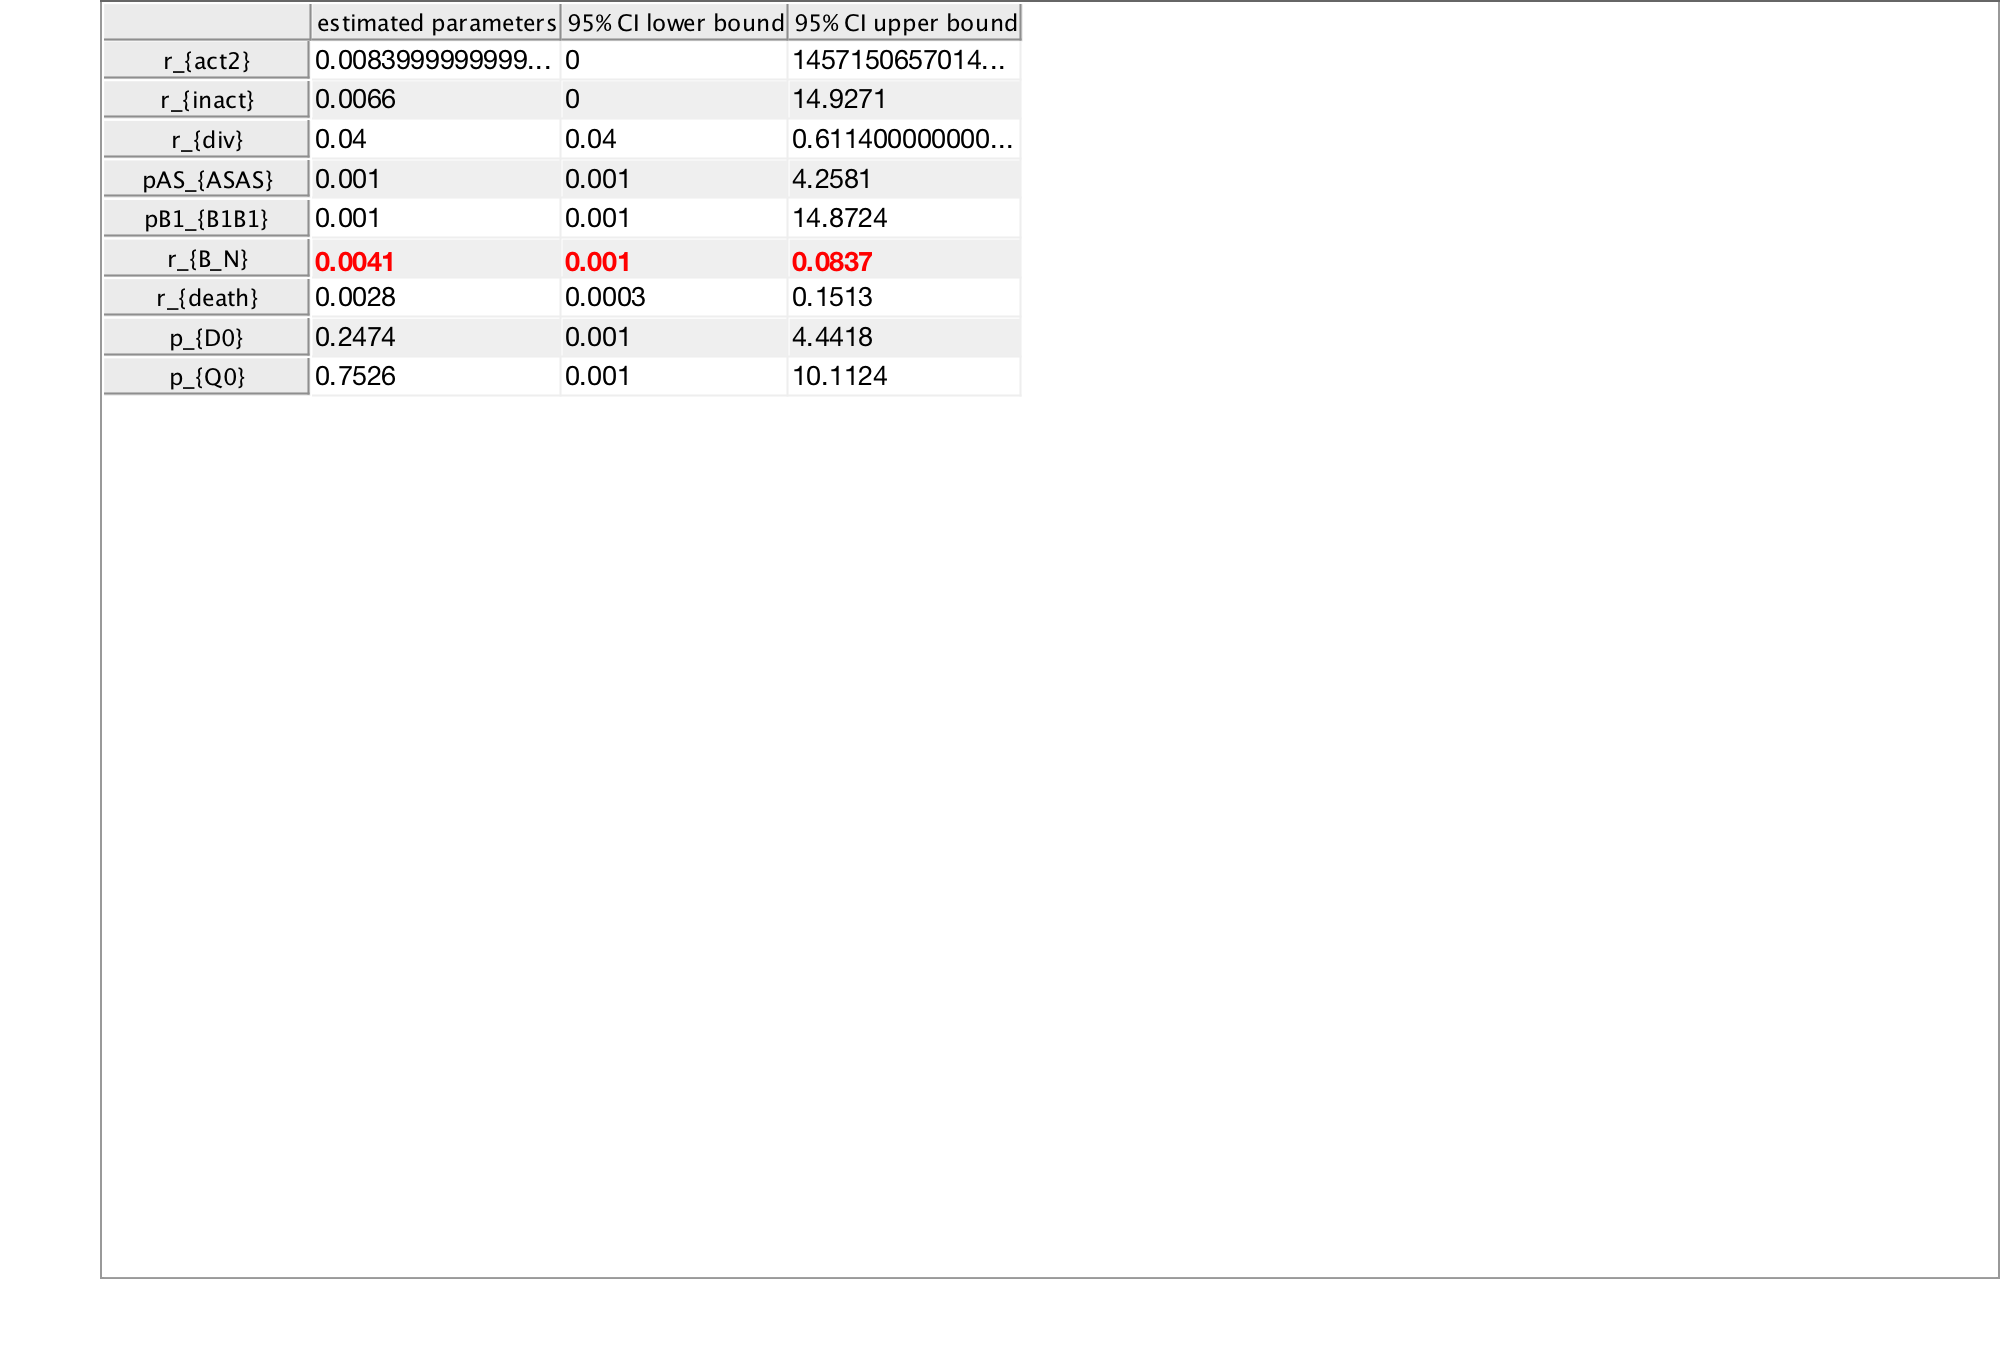 estimated parameters 95% CI lower bound 95% CI upper bound
r_{act2} 0.0083999999999... 0 1457150657014...
r_{inact} 0.0066 0 14.9271
r_{div} 0.04 0.04 0.611400000000...
pAS_{ASAS} 0.001 0.001 4.2581
pB1_{B1B1} 0.001 0.001 14.8724
r_{B_N} 0.0041 0.001 0.0837
r_{death} 0.0028 0.0003 0.1513
p_{D0} 0.2474 0.001 4.4418
p_{Q0} 0.7526 0.001 10.1124